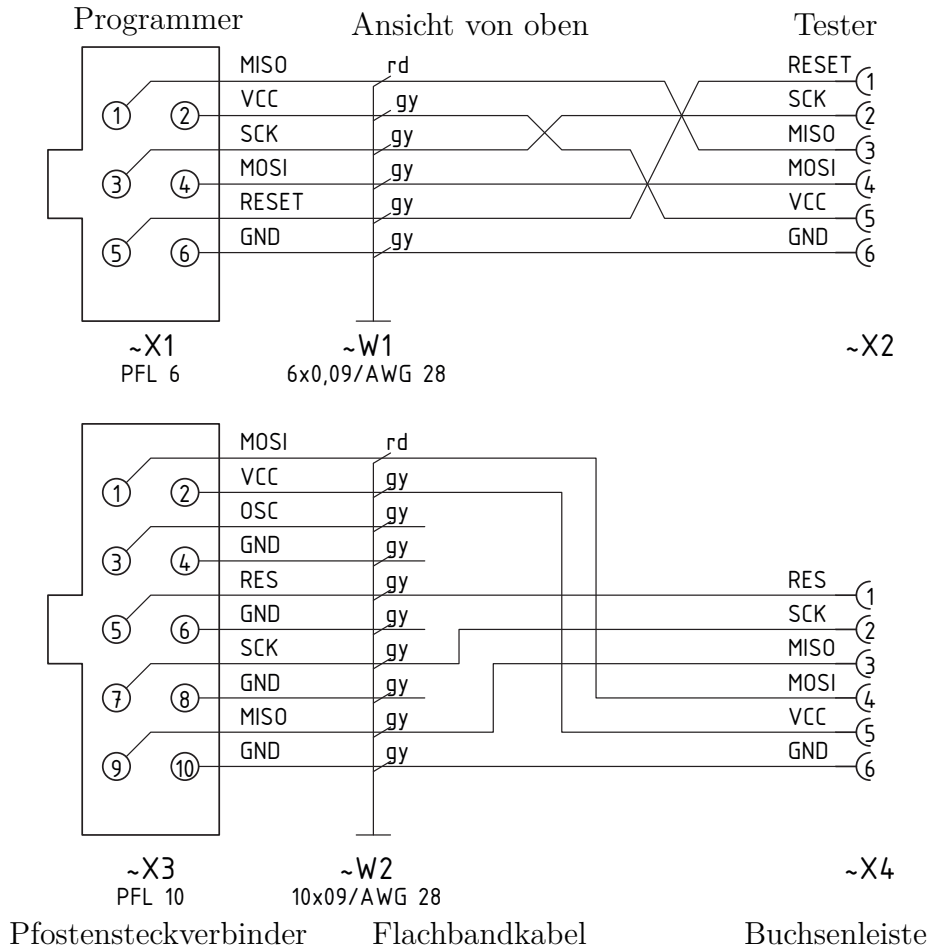 Programmer Ansicht von oben Tester
MISO rd RESET 1
1 VCC gy SCK 2
2 SCK gy MISO 3
3 4 MOSI gy MOSI 4
RESET gy VCC 5
5 6 GND gy GND 6
~X1 ~W1 ~X2
PFL 6 6x0,09/AWG 28
MOSI rd
1 2 VCC gy
OSC gy
3 4 GND gy
RES gy RES 1
5 6 GND gy SCK 2
SCK gy MISO 3
7 8 GND gy MOSI 4
MISO gy VCC 5
9 10 GND gy GND 6
~X3 ~W2 ~X4
PFL 10 10x09/AWG 28
Pfostensteckverbinder Flachbandkabel Buchsenleiste